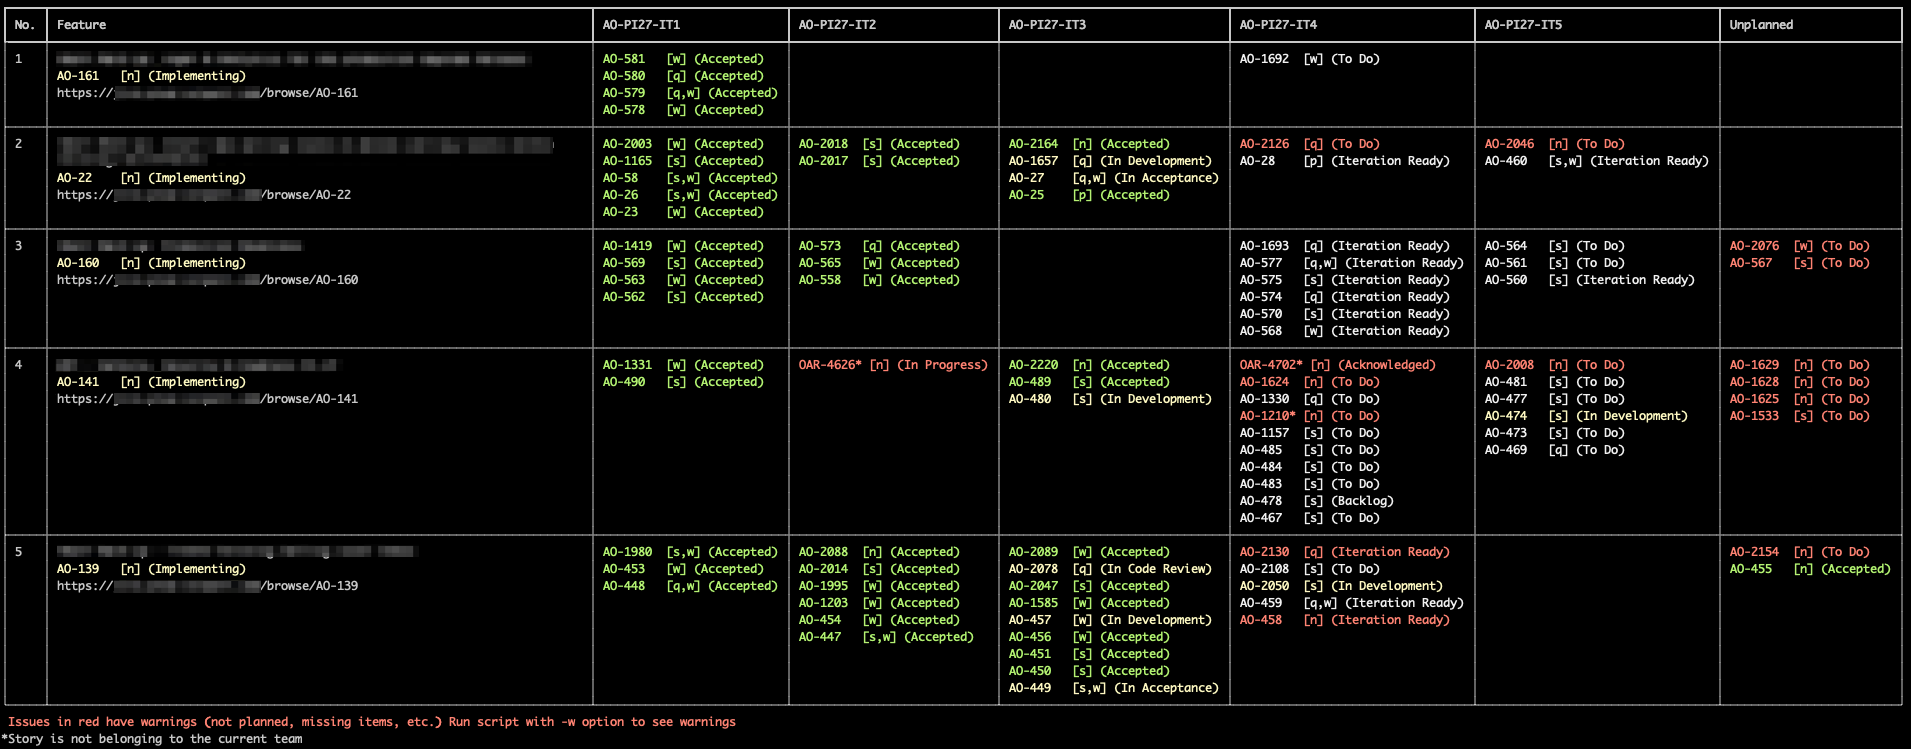 No. Feature AO-PI27-IT1 AO-PI27-IT2 AO-PI27-IT3 AO-PI27-IT4 AO-PI27-IT5 Unplanned
1 AO-581 [w] (Accepted) AO-1692 [w] (To Do)
AO-161 [n] (Implementing) AO-580 [q] (Accepted)
https:// /browse/AO-161 AO-579 [q,w] (Accepted)
AO-578 [w] (Accepted)
2 AO-2003 [w] (Accepted) AO-2018 [s] (Accepted) AO-2164 [n] (Accepted) AO-2126 [q] (To Do) AO-2046 [n] (To Do)
AO-1165 [s] (Accepted) AO-2017 [s] (Accepted) AO-1657 [q] (In Development) AO-28 [p] (Iteration Ready) AO-460 [s,w] (Iteration Ready)
AO-22 [n] (Implementing) AO-58 [s,w] (Accepted) AO-27 [q,w] (In Acceptance)
https:// /browse/AO-22 AO-26 [s,w] (Accepted) AO-25 [p] (Accepted)
AO-23 [w] (Accepted)
3 AO-1419 [w] (Accepted) AO-573 [q] (Accepted) AO-1693 [q] (Iteration Ready) AO-564 [s] (To Do) AO-2076 [w] (To Do)
AO-160 [n] (Implementing) AO-569 [s] (Accepted) AO-565 [w] (Accepted) AO-577 [q,w] (Iteration Ready) AO-561 [s] (To Do) AO-567 [s] (To Do)
https:// /browse/AO-160 AO-563 [w] (Accepted) AO-558 [w] (Accepted) AO-575 [s] (Iteration Ready) AO-560 [s] (Iteration Ready)
AO-562 [s] (Accepted) AO-574 [q] (Iteration Ready)
AO-570 [s] (Iteration Ready)
AO-568 [w] (Iteration Ready)
4 AO-1331 [w] (Accepted) OAR-4626* [n] (In Progress) AO-2220 [n] (Accepted) OAR-4702* [n] (Acknowledged) AO-2008 [n] (To Do) AO-1629 [n] (To Do)
AO-141 [n] (Implementing) AO-490 [s] (Accepted) AO-489 [s] (Accepted) AO-1624 [n] (To Do) AO-481 [s] (To Do) AO-1628 [n] (To Do)
https:// /browse/AO-141 AO-480 [s] (In Development) AO-1330 [q] (To Do) AO-477 [s] (To Do) AO-1625 [n] (To Do)
AO-1210* [n] (To Do) AO-474 [s] (In Development) AO-1533 [s] (To Do)
AO-1157 [s] (To Do) AO-473 [s] (To Do)
AO-485 [s] (To Do) AO-469 [q] (To Do)
AO-484 [s] (To Do)
AO-483 [s] (To Do)
AO-478 [s] (Backlog)
AO-467 [s] (To Do)
5 AO-1980 [s,w] (Accepted) AO-2088 [n] (Accepted) AO-2089 [w] (Accepted) AO-2130 [q] (Iteration Ready) AO-2154 [n] (To Do)
AO-139 [n] (Implementing) AO-453 [w] (Accepted) AO-2014 [s] (Accepted) AO-2078 [q] (In Code Review) AO-2108 [s] (To Do) AO-455 [n] (Accepted)
https:// /browse/AO-139 AO-448 [q,w] (Accepted) AO-1995 [w] (Accepted) AO-2047 [s] (Accepted) AO-2050 [s] (In Development)
AO-1203 [w] (Accepted) AO-1585 [w] (Accepted) AO-459 [q,w] (Iteration Ready)
AO-454 [w] (Accepted) AO-457 [w] (In Development) AO-458 [n] (Iteration Ready)
AO-447 [s,w] (Accepted) AO-456 [w] (Accepted)
AO-451 [s] (Accepted)
AO-450 [s] (Accepted)
AO-449 [s,w] (In Acceptance)
Issues in red have warnings (not planned, missing items, etc.) Run script with -w option to see warnings
*Story is not belonging to the current team